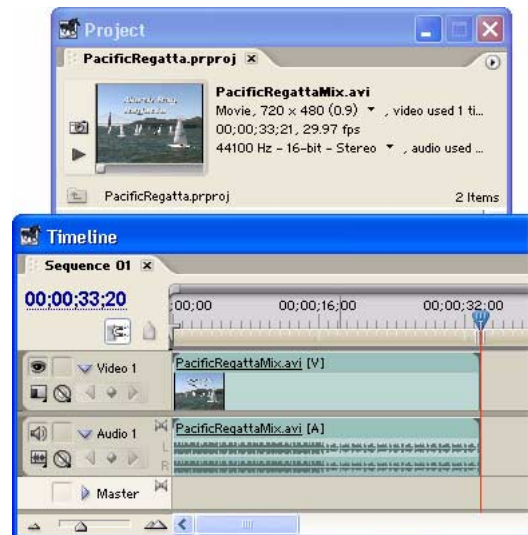 Project
PacificRegatta.prproj
PacificRegattaMix.avi
Movie, 720 x 480 (0.9) , video used 1 ti...
00;00;33;21, 29.97 fps
44100 Hz - 16-bit - Stereo , audio used ...
PacificRegatta.prproj 2 Items
Timeline
Sequence 01
00;00;33;20 ;00;00 00;00;16;00 00;00;32;00
Video 1 PacificRegattaMix.avi [V]
Audio 1 PacificRegattaMix.avi [A]
L
R
Master